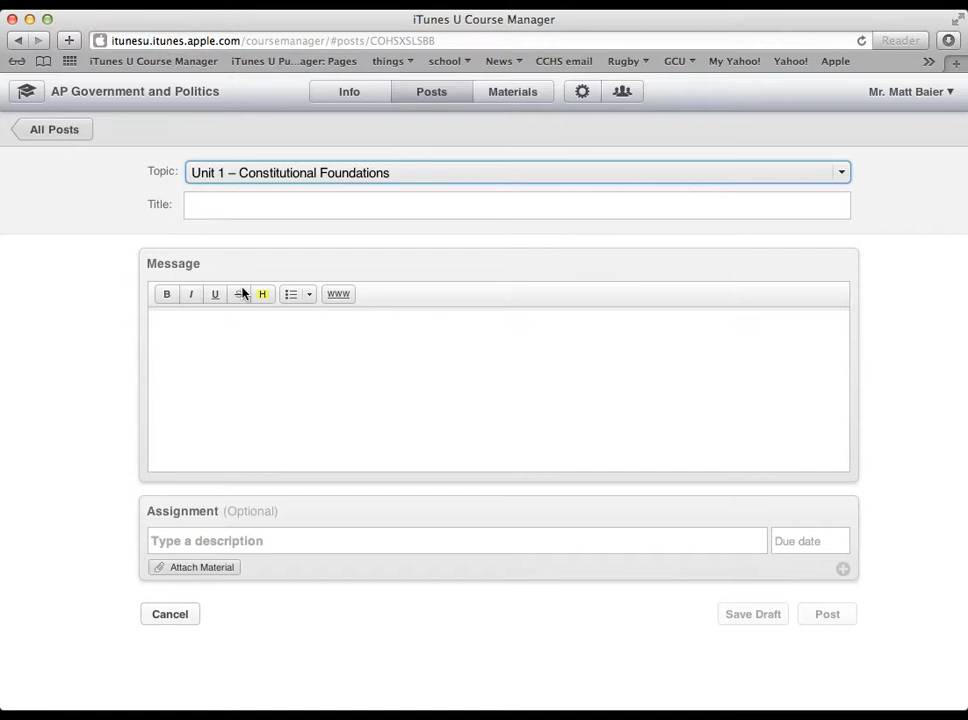 iTunes U Course Manager
itunesu.itunes.apple.com/coursemanager/#posts/COHSXSLSBB Reader
iTunes U Course Manager iTunes U Pu...ager: Pages things school News CCHS email Rugby GCU My Yahoo! Yahoo! Apple
AP Government and Politics Info Posts Materials Mr. Matt Baier
All Posts
Topic: Unit 1 – Constitutional Foundations
Title:
Message
B I U S H WWW
Assignment (Optional)
Type a description Due date
Attach Material
Cancel Save Draft Post